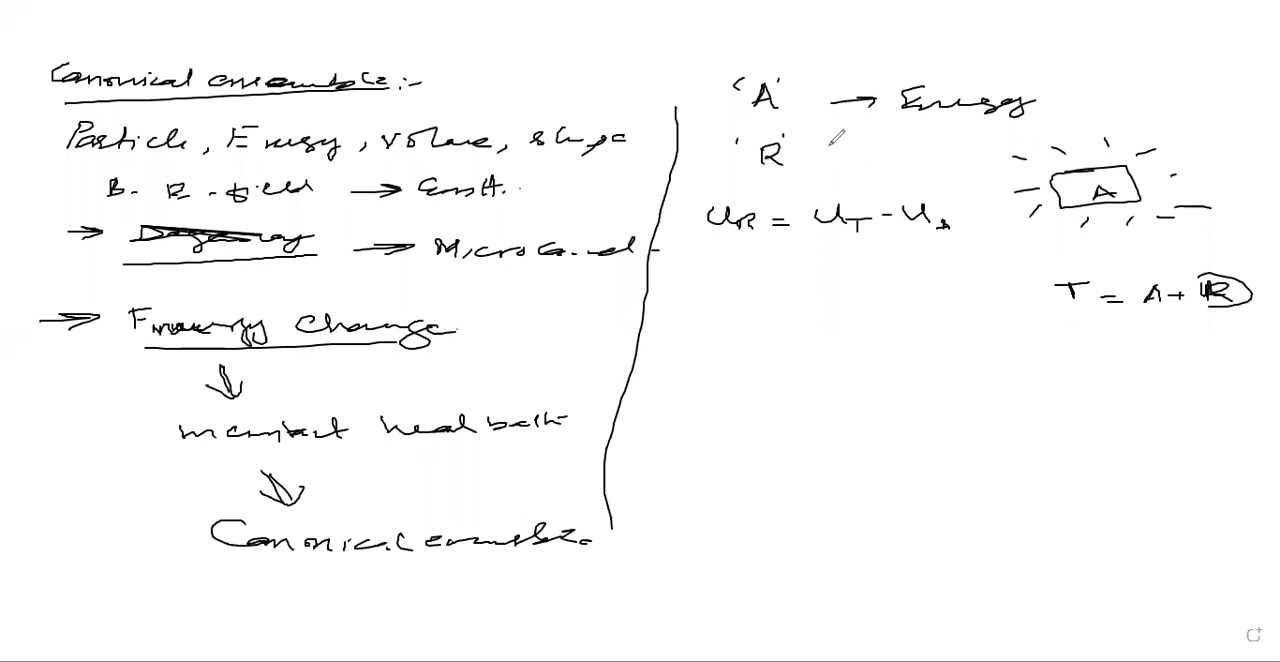 Canonical ensemble :-
Particle, Energy, volume, shape
B. E. field → Const.
→ → Microcanol -
→ Energy change
↓
in contact heat bath
⇓
Canonical ensemble.
'A' → Energy
'R'
A
U_R = U_T - U_A
T = A + R